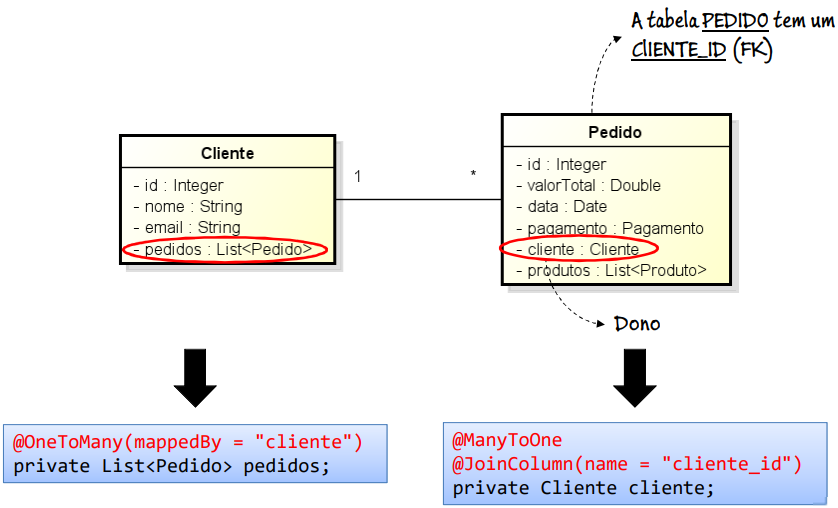 A tabela PEDIDO tem um
ClIENTE_ID (FK)
Cliente
- id : Integer
- nome : String
- email : String
- pedidos : List<Pedido>
1
*
Pedido
- id : Integer
- valorTotal : Double
- data : Date
- pagamento : Pagamento
- cliente : Cliente
- produtos : List<Produto>
Dono
@OneToMany(mappedBy = "cliente")
private List<Pedido> pedidos;
@ManyToOne
@JoinColumn(name = "cliente_id")
private Cliente cliente;